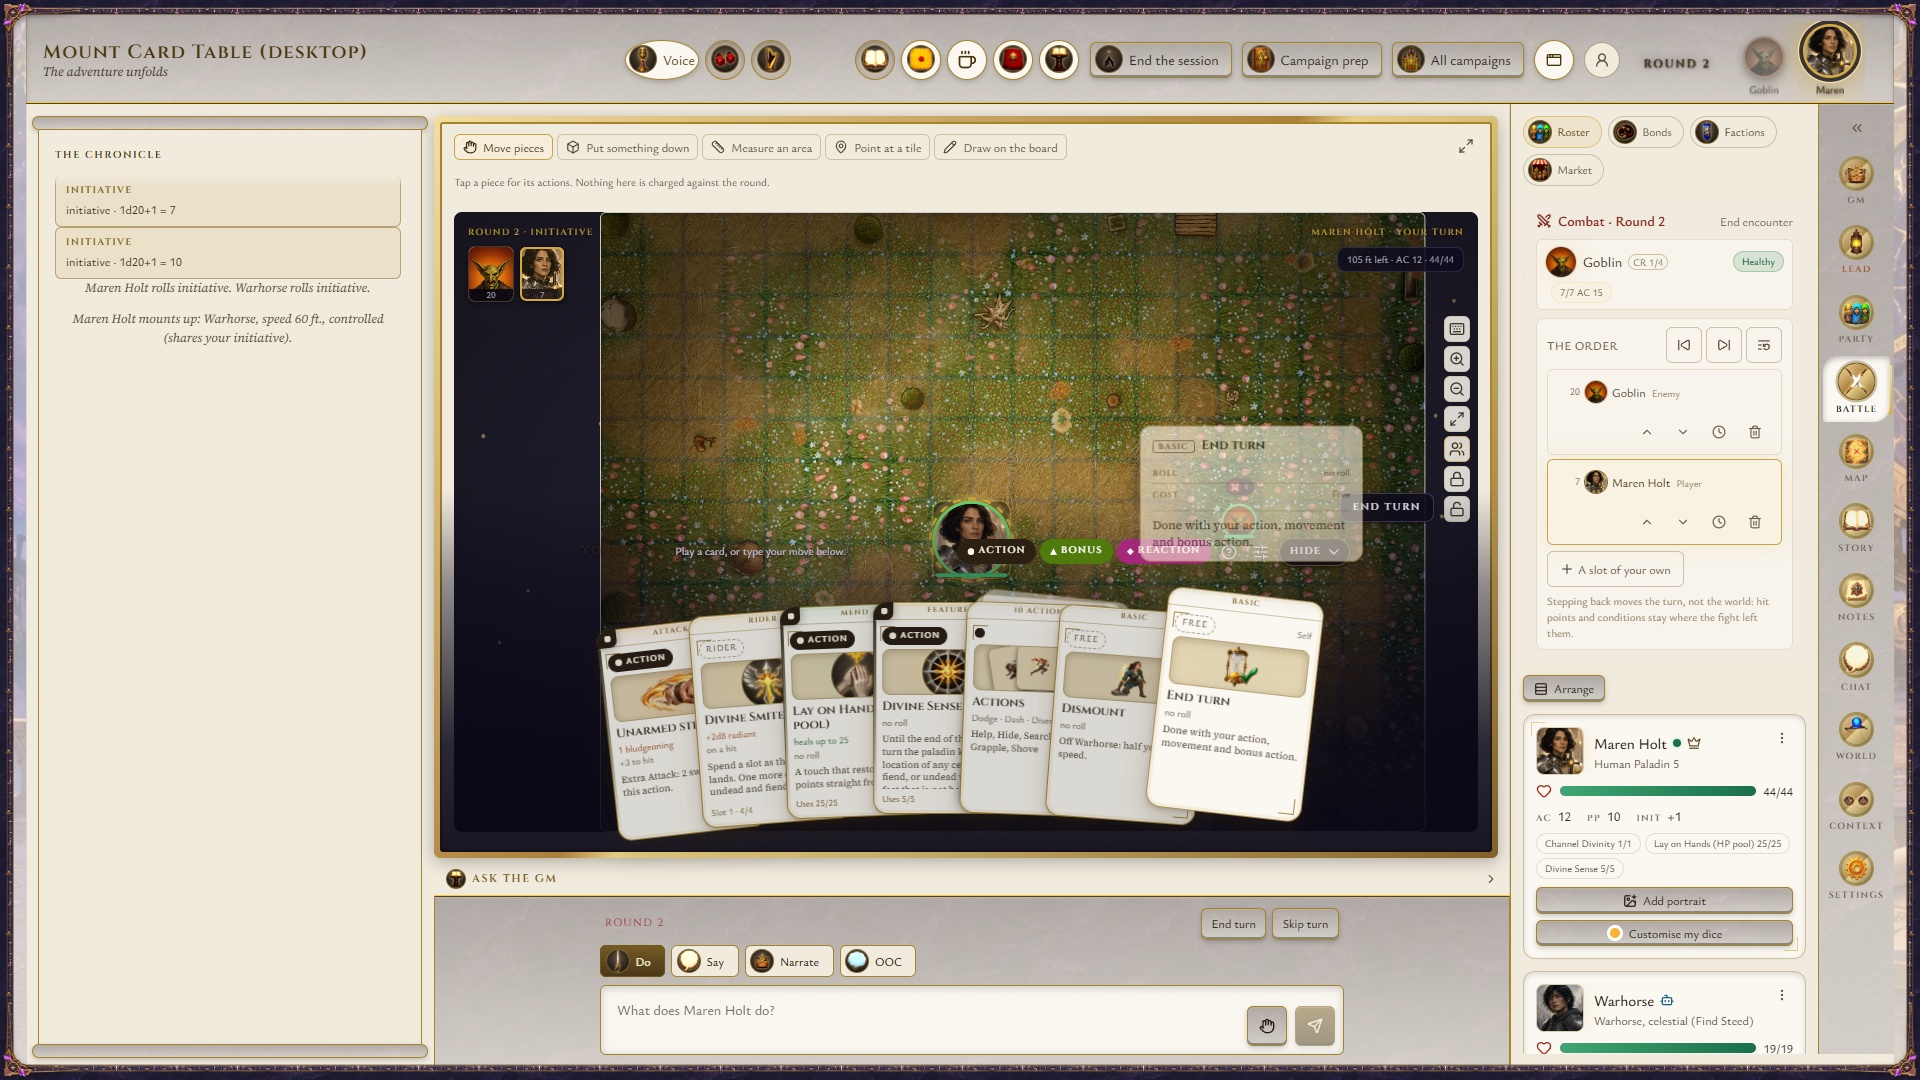 MOUNT CARD TABLE (DESKTOP)
The adventure unfolds
Voice
End the session
Campaign prep
All campaigns
ROUND 2
Goblin
Maren
THE CHRONICLE
INITIATIVE
initiative · 1d20+1 = 7
INITIATIVE
initiative · 1d20+1 = 10
Maren Holt rolls initiative. Warhorse rolls initiative.
Maren Holt mounts up: Warhorse, speed 60 ft., controlled
(shares your initiative).
Move pieces
Put something down
Measure an area
Point at a tile
Draw on the board
Tap a piece for its actions. Nothing here is charged against the round.
ROUND 2 · INITIATIVE
20
7
MAREN HOLT · YOUR TURN
105 ft left · AC 12 · 44/44
BASIC END TURN
ROLL no roll
COST Free
Done with your action, movement
and bonus action.
END TURN
YO
Play a card, or type your move below.
ACTION
BONUS
REACTION
HIDE
ATTACK
ACTION
UNARMED ST
1 bludgeoning
+3 to hit
Extra Attack: 2 sw
this action.
RIDER
RIDER
DIVINE SMITE
+2d8 radiant
on a hit
Spend a slot as th
lands. One more
undead and fiend
Slot 1 · 4/4
MEND
ACTION
LAY ON HAND
POOL)
heals up to 25
no roll
A touch that resto
points straight fr
Uses 25/25
FEATURE
ACTION
DIVINE SENSE
no roll
Until the end of th
turn the paladin k
location of any ce
fiend, or undead
Uses 5/5
10 ACTION
ACTIONS
Dodge · Dash · Disen
Help, Hide, Search
Grapple, Shove
BASIC
FREE
DISMOUNT
no roll
Off Warhorse: half yo
speed.
BASIC
FREE
Self
END TURN
no roll
Done with your action,
movement and bonus action.
ASK THE GM
ROUND 2
End turn
Skip turn
Do
Say
Narrate
OOC
What does Maren Holt do?
Roster
Bonds
Factions
Market
Combat · Round 2
End encounter
Goblin
CR 1/4
Healthy
7/7 AC 15
THE ORDER
20 Goblin Enemy
7 Maren Holt Player
A slot of your own
Stepping back moves the turn, not the world: hit
points and conditions stay where the fight left
them.
Arrange
Maren Holt
Human Paladin 5
44/44
AC 12 PP 10 INIT +1
Channel Divinity 1/1
Lay on Hands (HP pool) 25/25
Divine Sense 5/5
Add portrait
Customise my dice
Warhorse
Warhorse, celestial (Find Steed)
19/19
GM
LEAD
PARTY
BATTLE
MAP
STORY
NOTES
CHAT
WORLD
CONTEXT
SETTINGS